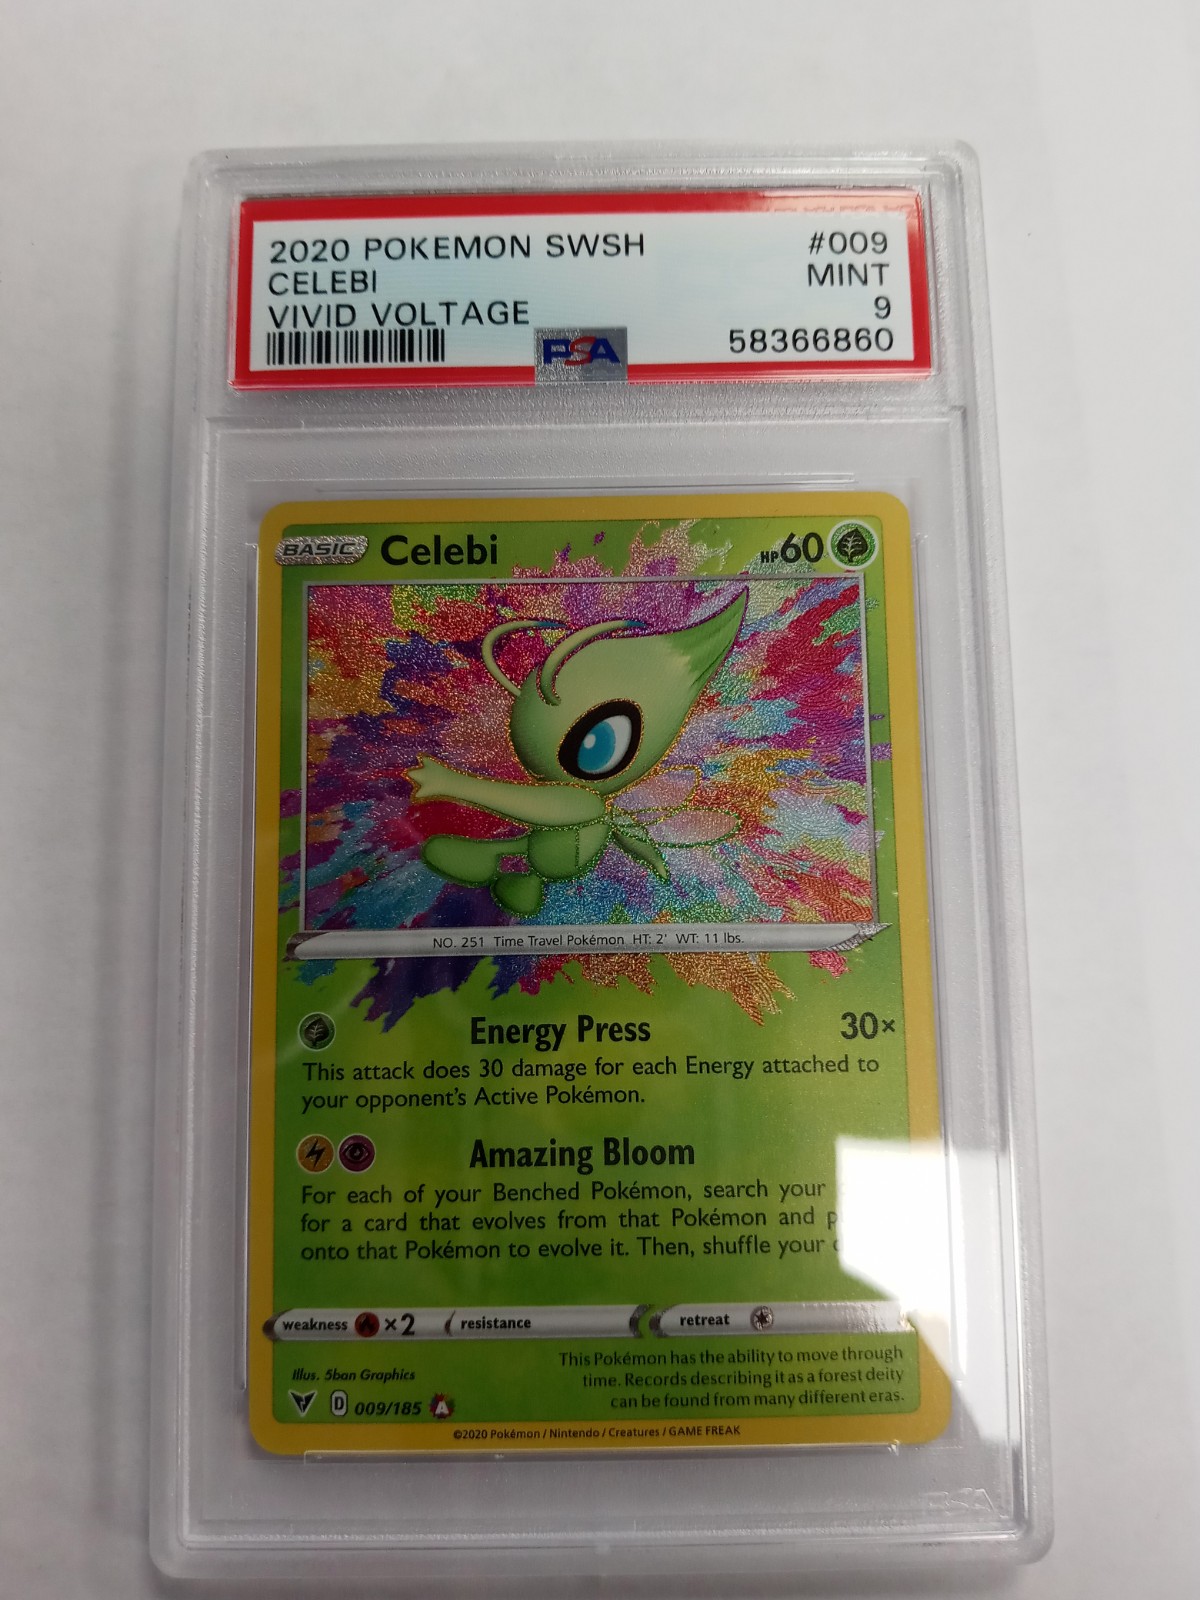 2020 POKEMON SWSH #009
CELEBI MINT
VIVID VOLTAGE 9
PSA 58366860
BASIC Celebi HP60
NO. 251 Time Travel Pokémon HT: 2' WT: 11 lbs.
Energy Press 30×
This attack does 30 damage for each Energy attached to
your opponent's Active Pokémon.
Amazing Bloom
For each of your Benched Pokémon, search your
for a card that evolves from that Pokémon and
onto that Pokémon to evolve it. Then, shuffle your
weakness ×2 resistance retreat
This Pokémon has the ability to move through
time. Records describing it as a forest deity
can be found from many different eras.
Illus. 5ban Graphics
D 009/185 A
©2020 Pokémon / Nintendo / Creatures / GAME FREAK
PSA